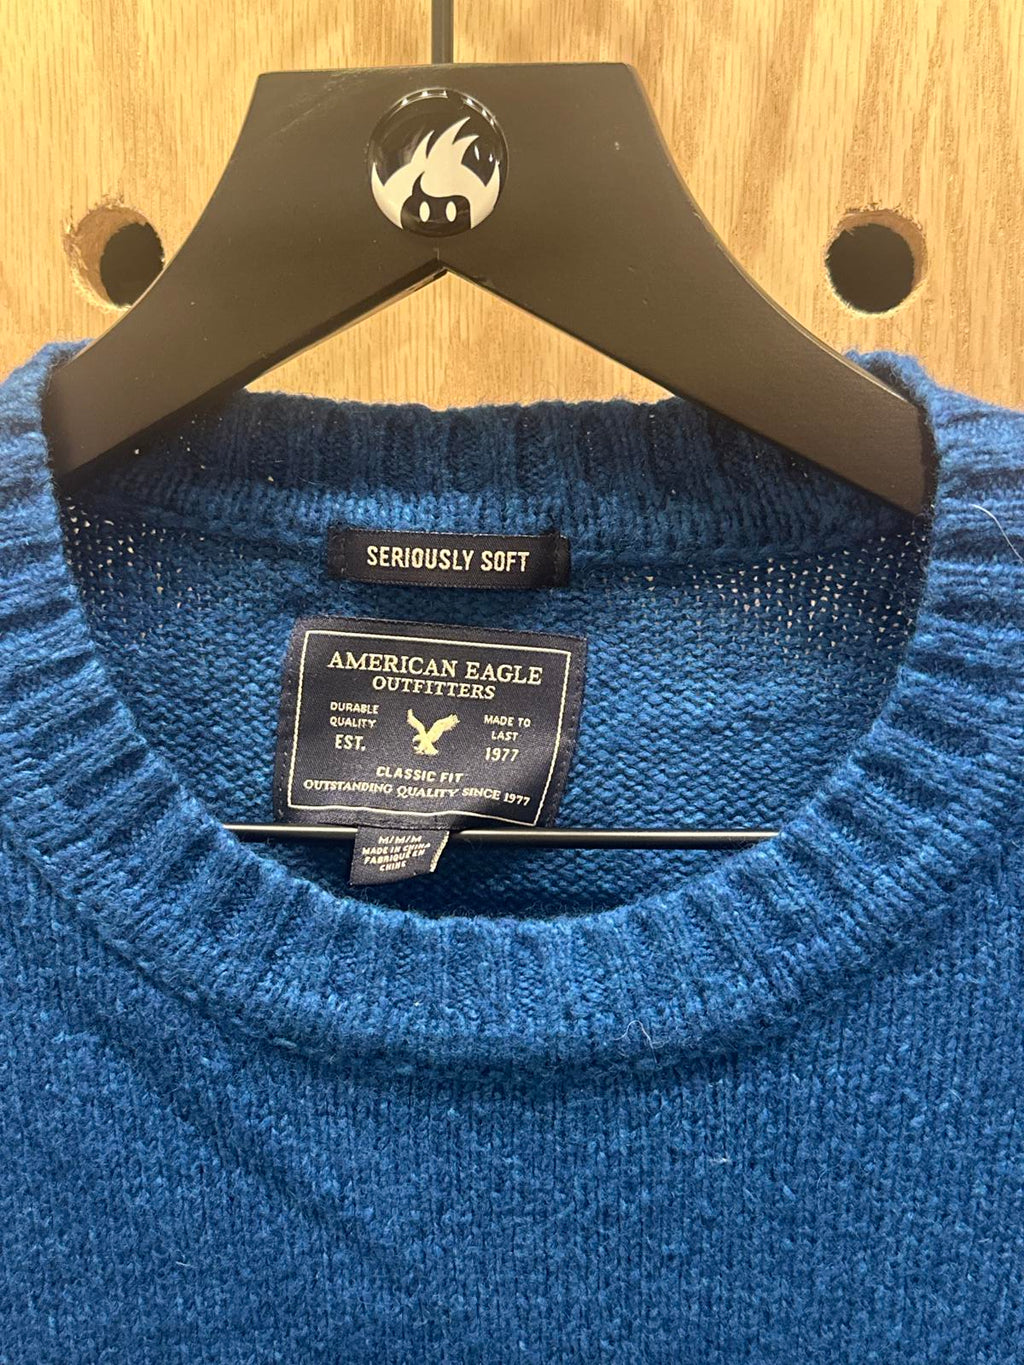 SERIOUSLY SOFT
AMERICAN EAGLE
OUTFITTERS
DURABLE
QUALITY
EST.
MADE TO
LAST
1977
CLASSIC FIT
OUTSTANDING QUALITY SINCE 1977
M/M/M
MADE IN CHINA
FABRIQUÉ EN
CHINE